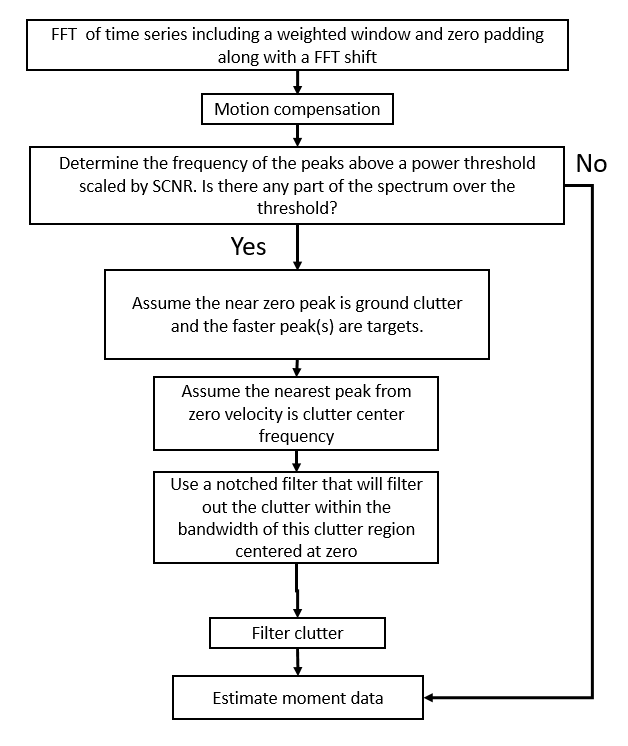 FFT of time series including a weighted window and zero padding
along with a FFT shift
Motion compensation
Determine the frequency of the peaks above a power threshold
scaled by SCNR. Is there any part of the spectrum over the
threshold?
No
Yes
Assume the near zero peak is ground clutter
and the faster peak(s) are targets.
Assume the nearest peak from
zero velocity is clutter center
frequency
Use a notched filter that will filter
out the clutter within the
bandwidth of this clutter region
centered at zero
Filter clutter
Estimate moment data